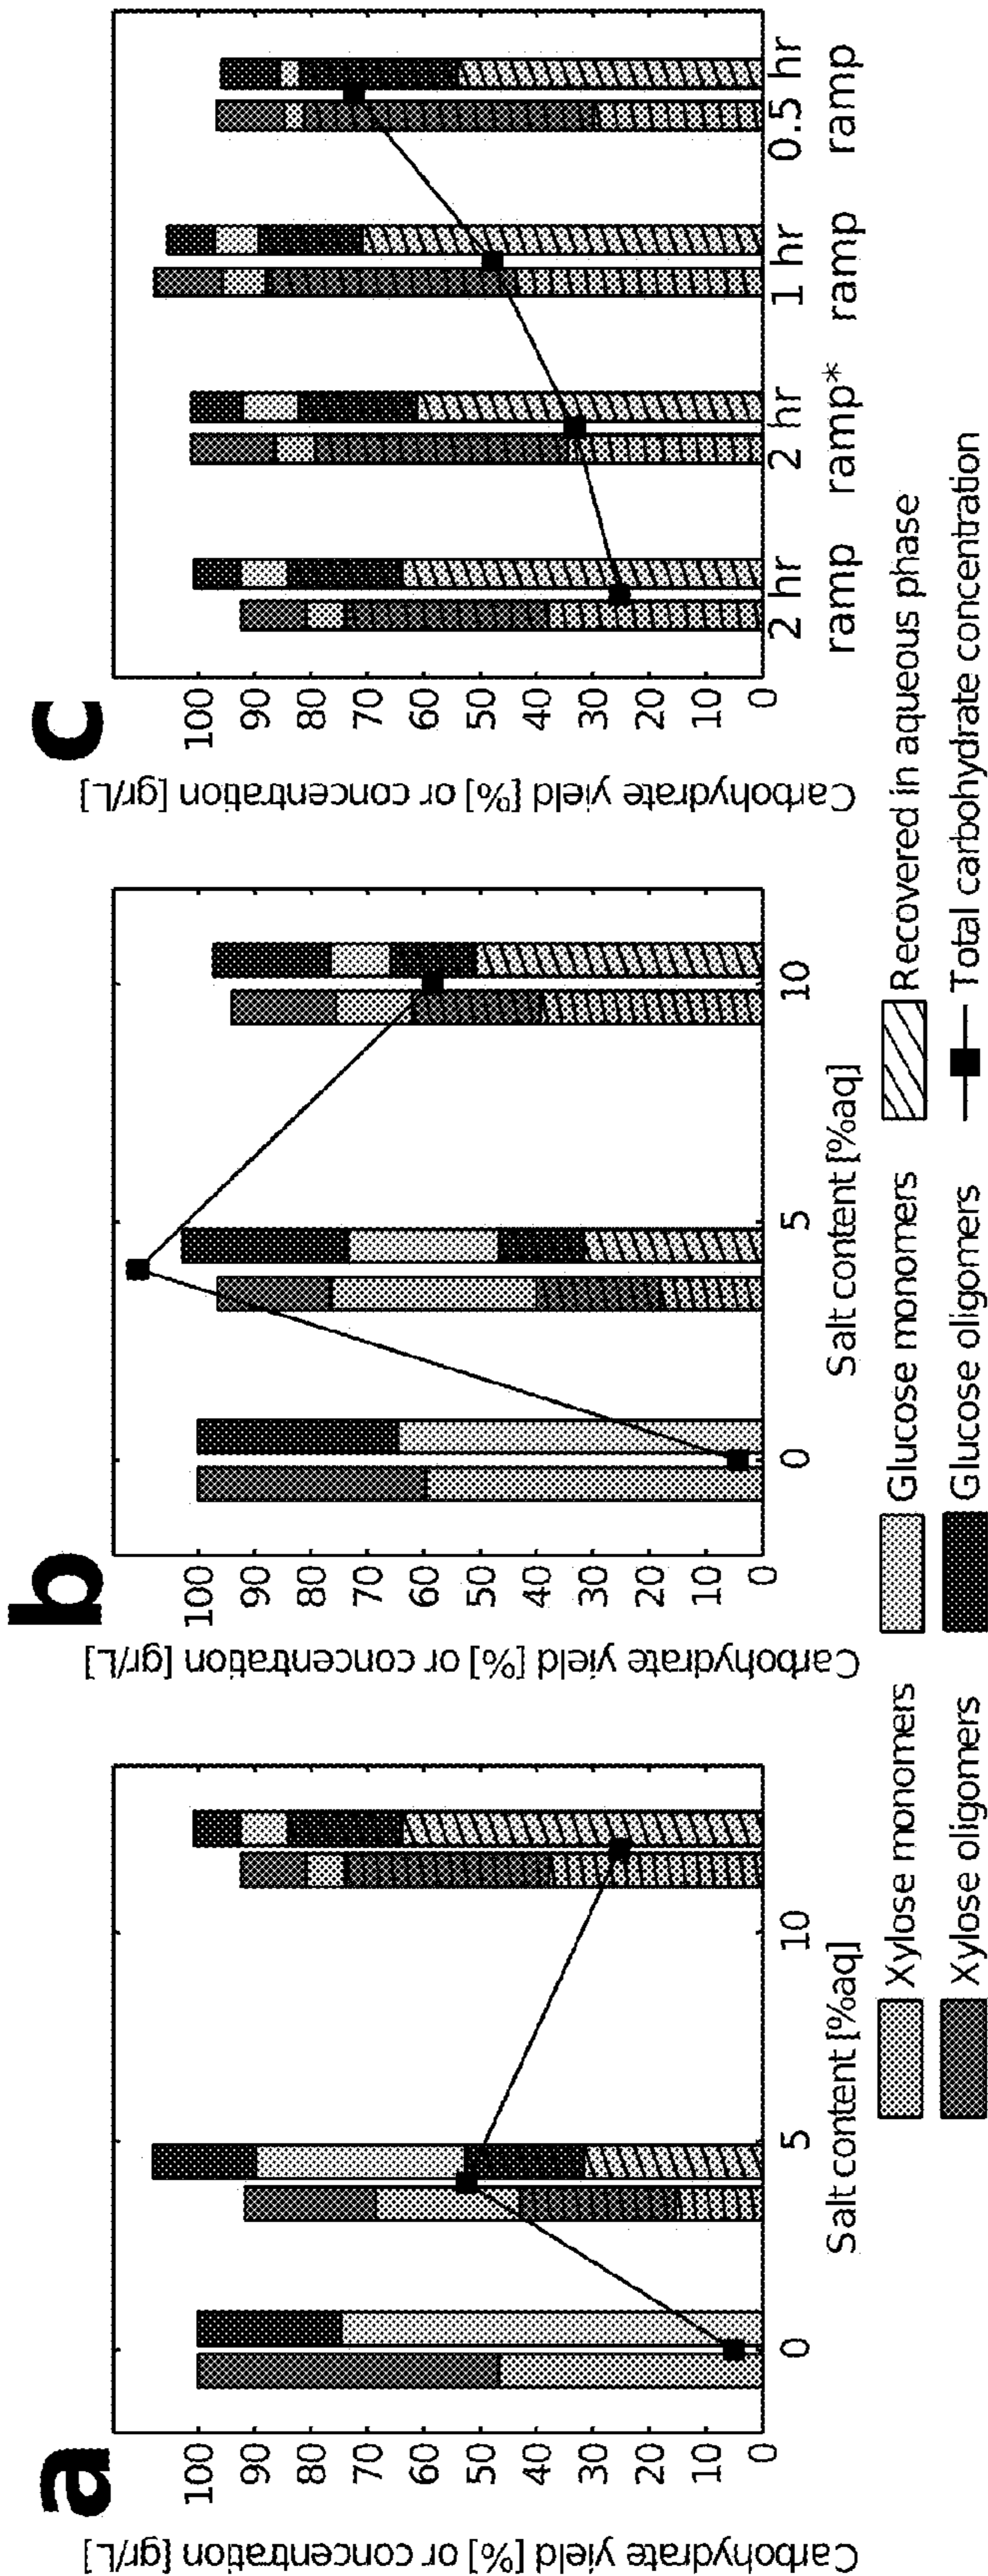 a
Carbohydrate yield [%] or concentration [gr/L]
100
90
80
70
60
50
40
30
20
10
0
0
5
10
Salt content [%aq]
b
Carbohydrate yield [%] or concentration [gr/L]
100
90
80
70
60
50
40
30
20
10
0
0
5
10
Salt content [%aq]
c
Carbohydrate yield [%] or concentration [gr/L]
100
90
80
70
60
50
40
30
20
10
0
2 hr
ramp
2 hr
ramp*
1 hr
ramp
0.5 hr
ramp
Xylose monomers
Glucose monomers
Recovered in aqueous phase
Xylose oligomers
Glucose oligomers
Total carbohydrate concentration